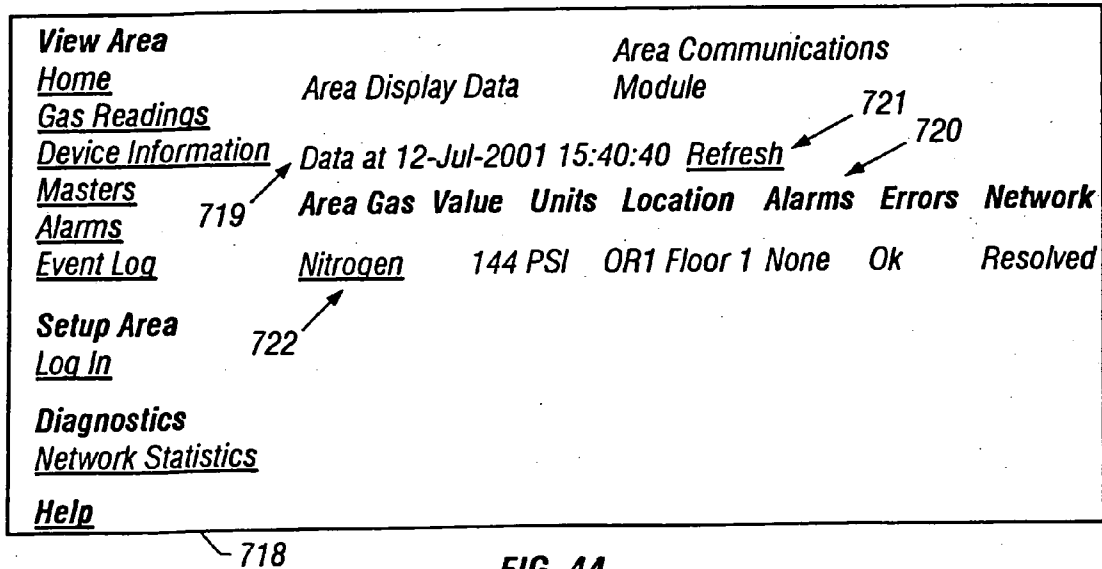 View Area
Home
Gas Readings
Device Information
Masters
Alarms
Event Log
Setup Area
Log In
Diagnostics
Network Statistics
Help
Area Display Data
Area Communications
Module
Data at 12-Jul-2001 15:40:40 Refresh
Area Gas Value Units Location Alarms Errors Network
Nitrogen 144 PSI OR1 Floor 1 None Ok Resolved
721
720
719
722
718
FIG. 44